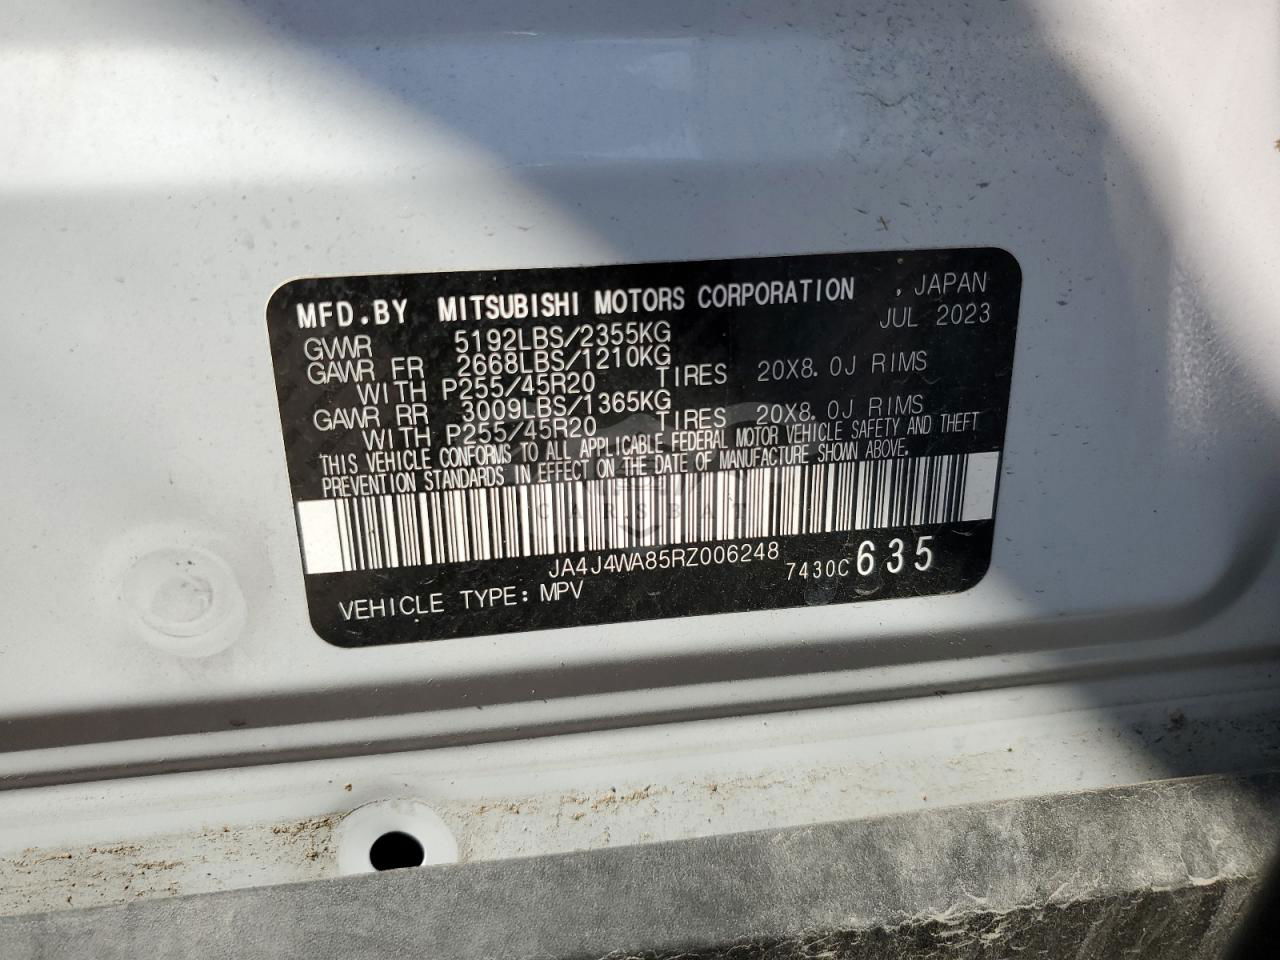 MFD.BY MITSUBISHI MOTORS CORPORATION , JAPAN
JUL 2023
GVWR 5192LBS/2355KG
GAWR FR 2668LBS/1210KG
WITH P255/45R20 TIRES 20X8.0J RIMS
GAWR RR 3009LBS/1365KG
WITH P255/45R20 TIRES 20X8.0J RIMS
THIS VEHICLE CONFORMS TO ALL APPLICABLE FEDERAL MOTOR VEHICLE SAFETY AND THEFT
PREVENTION STANDARDS IN EFFECT ON THE DATE OF MANUFACTURE SHOWN ABOVE.
CARSBAT
JA4J4WA85RZ006248 7430C 635
VEHICLE TYPE: MPV